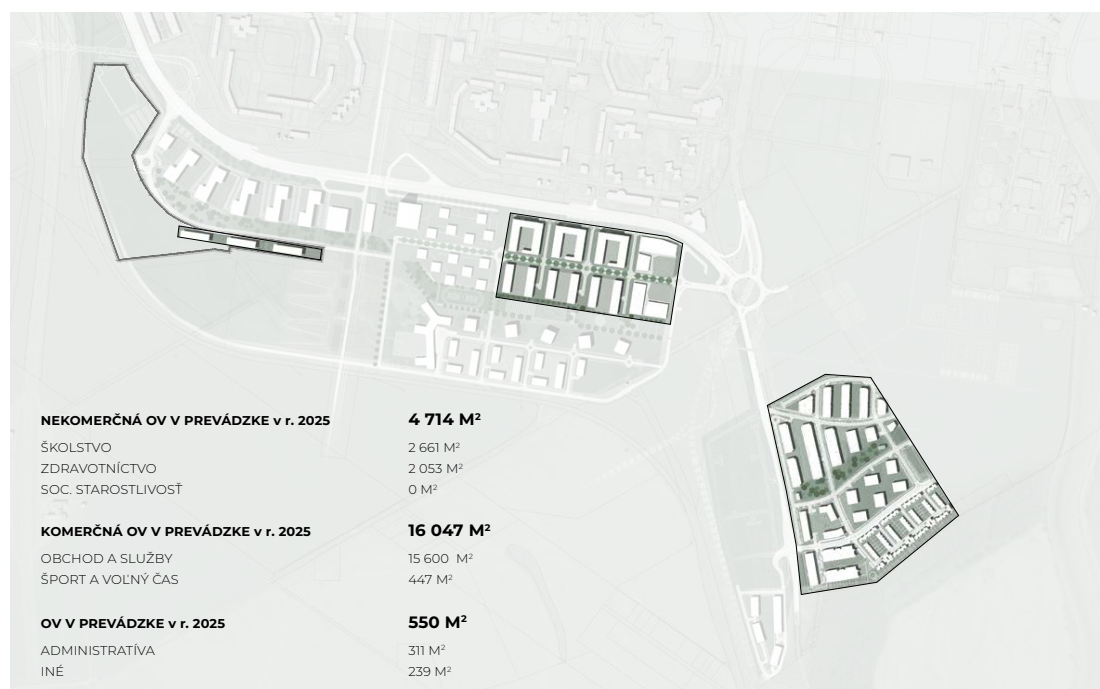 NEKOMERČNÁ OV V PREVÁDZKE v r. 2025 4 714 M²
ŠKOLSTVO 2 661 M²
ZDRAVOTNÍCTVO 2 053 M²
SOC. STAROSTLIVOSŤ 0 M²
KOMERČNÁ OV V PREVÁDZKE v r. 2025 16 047 M²
OBCHOD A SLUŽBY 15 600 M²
ŠPORT A VOĽNÝ ČAS 447 M²
OV V PREVÁDZKE v r. 2025 550 M²
ADMINISTRATÍVA 311 M²
INÉ 239 M²